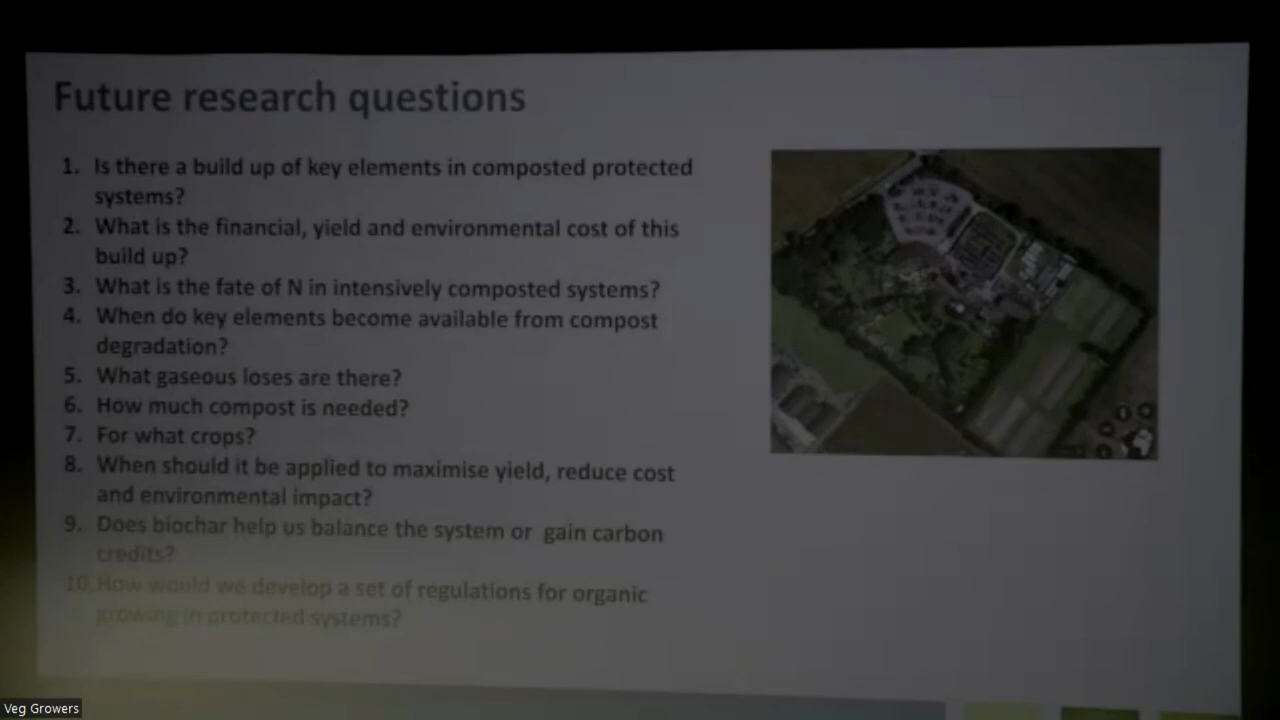 Future research questions
1. Is there a build up of key elements in composted protected
systems?
2. What is the financial, yield and environmental cost of this
build up?
3. What is the fate of N in intensively composted systems?
4. When do key elements become available from compost
degradation?
5. What gaseous loses are there?
6. How much compost is needed?
7. For what crops?
8. When should it be applied to maximise yield, reduce cost
and environmental impact?
9. Does biochar help us balance the system or gain carbon
credits?
10. How would we develop a set of regulations for organic
growing in protected systems?
Veg Growers